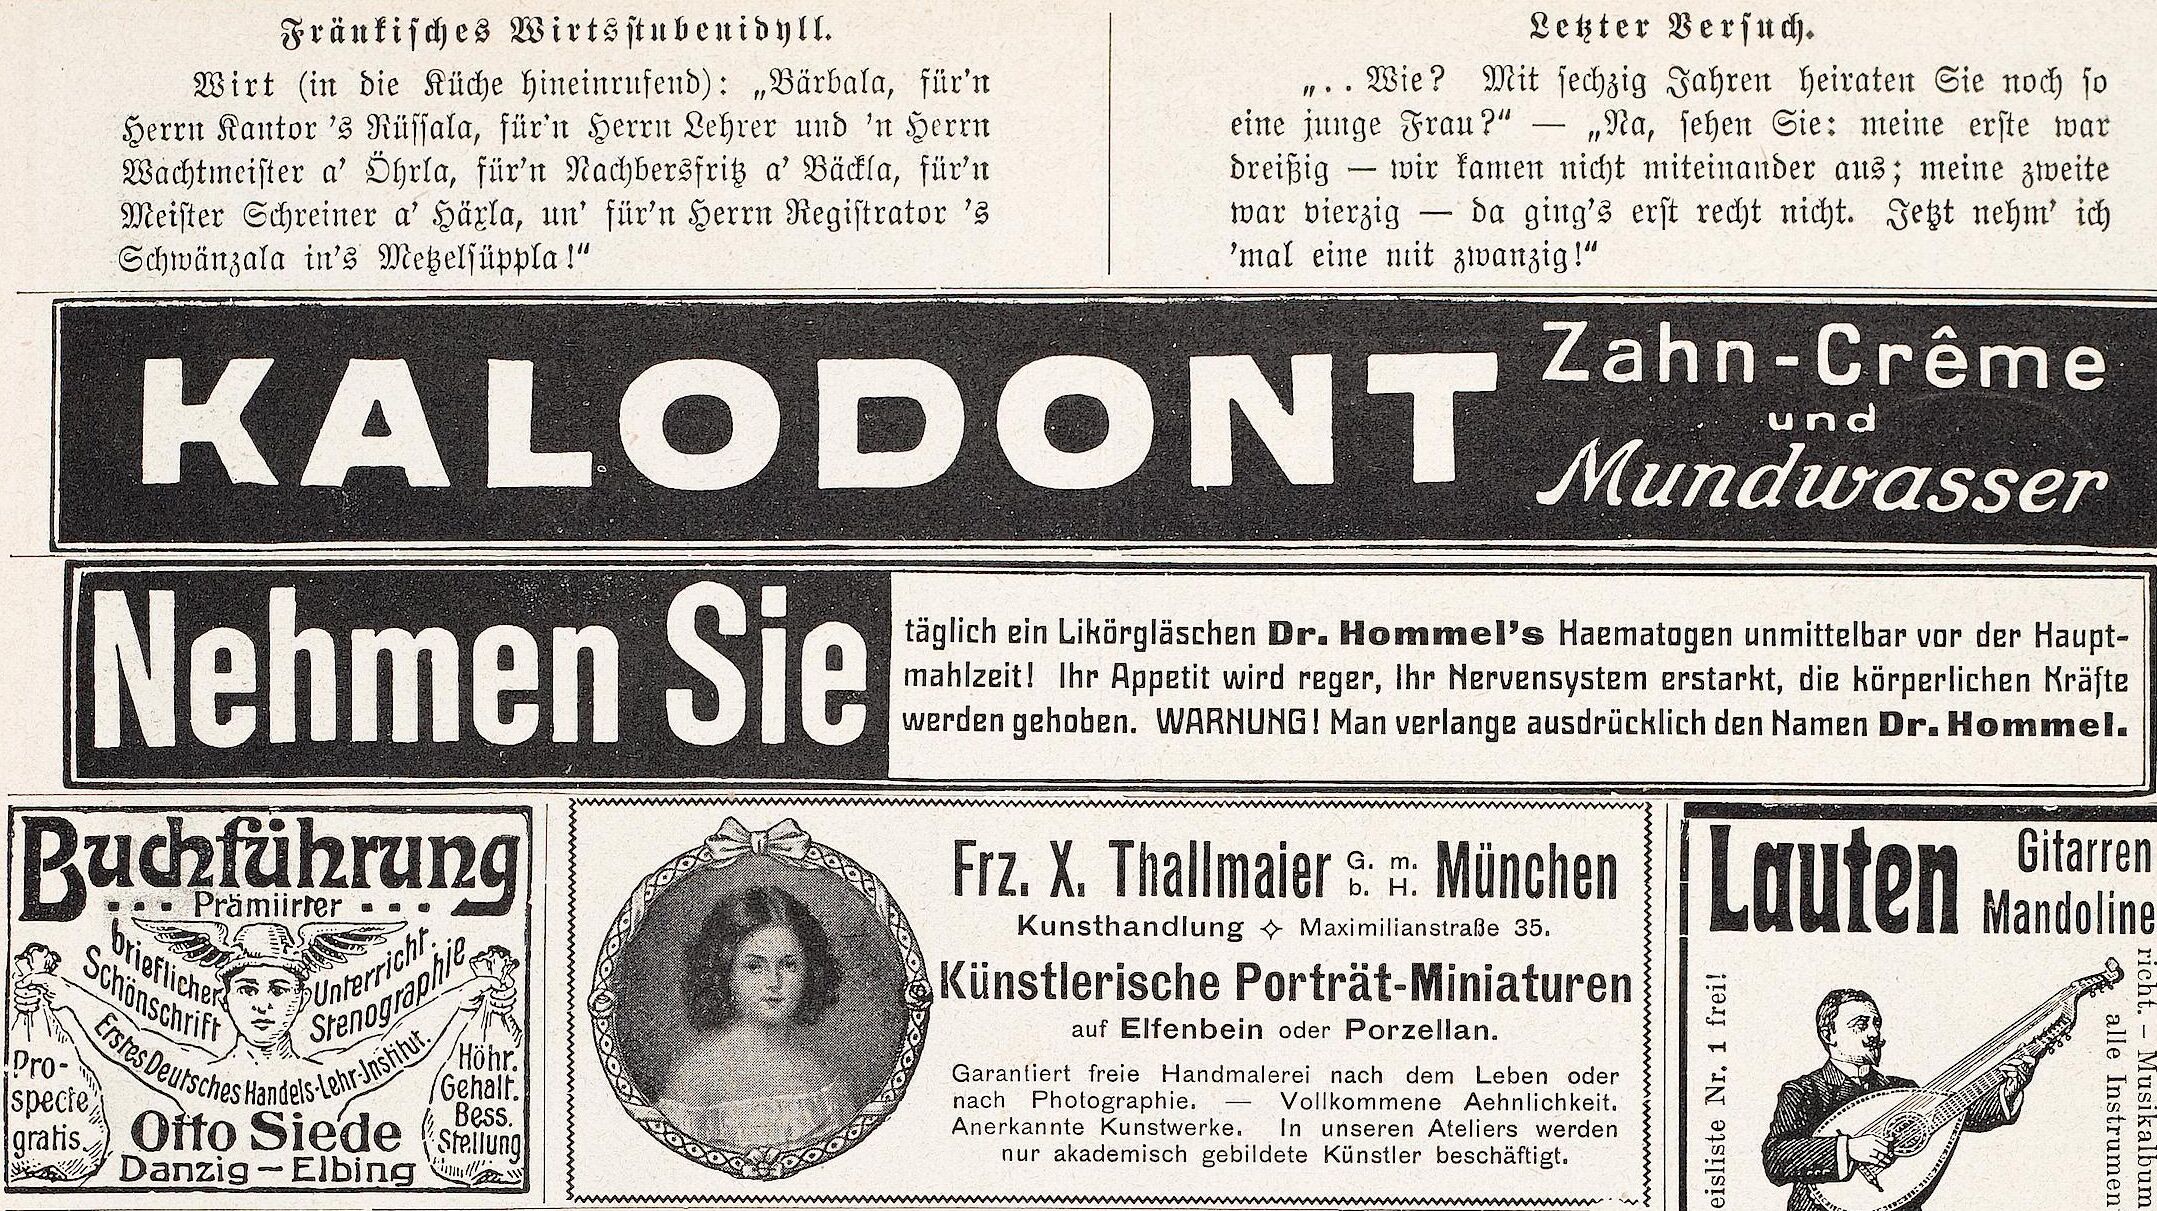 Fränkisches Wirtsstubenidyll.
Wirt (in die Küche hineinrufend): „Bärbala, für'n
Herrn Kantor 's Rüssala, für'n Herrn Lehrer und 'n Herrn
Wachtmeister a' Öhrla, für'n Nachbersfritz a' Bäckla, für'n
Meister Schreiner a' Häxla, un' für'n Herrn Registrator 's
Schwänzala in's Metzelsüppla!“
Letzter Versuch.
„.. Wie? Mit sechzig Jahren heiraten Sie noch so
eine junge Frau?“ — „Na, sehen Sie: meine erste war
dreißig — wir kamen nicht miteinander aus; meine zweite
war vierzig — da ging's erst recht nicht. Jetzt nehm' ich
'mal eine mit zwanzig!“
KALODONT
Zahn-Crême
und
Mundwasser
Nehmen Sie
täglich ein Likörgläschen Dr. Hommel's Haematogen unmittelbar vor der Haupt-
mahlzeit! Ihr Appetit wird reger, Ihr Nervensystem erstarkt, die körperlichen Kräfte
werden gehoben. WARNUNG! Man verlange ausdrücklich den Namen Dr. Hommel.
Buchführung
Prämiirter
brieflicher Unterricht.
Schönschrift Stenographie
Erstes Deutsches Handels-Lehr-Institut.
Pro-
specte
gratis.
Otto Siede
Danzig — Elbing
Höhr.
Gehalt.
Bess.
Stellung
Frz. X. Thallmaier G. m. b. H. München
Kunsthandlung ✧ Maximilianstraße 35.
Künstlerische Porträt-Miniaturen
auf Elfenbein oder Porzellan.
Garantiert freie Handmalerei nach dem Leben oder
nach Photographie. — Vollkommene Aehnlichkeit.
Anerkannte Kunstwerke. In unseren Ateliers werden
nur akademisch gebildete Künstler beschäftigt.
Lauten
Gitarren
Mandoline
eisliste Nr. 1 frei!
richt. – Musikalbum
alle Instrumen